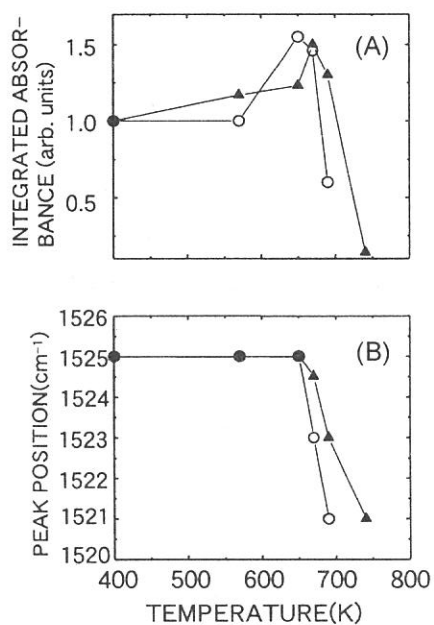 INTEGRATED ABSOR-
BANCE (arb. units)
1.5
1.0
0.5
(A)
PEAK POSITION(cm⁻¹)
1526
1525
1524
1523
1522
1521
1520
(B)
400 500 600 700 800
TEMPERATURE(K)